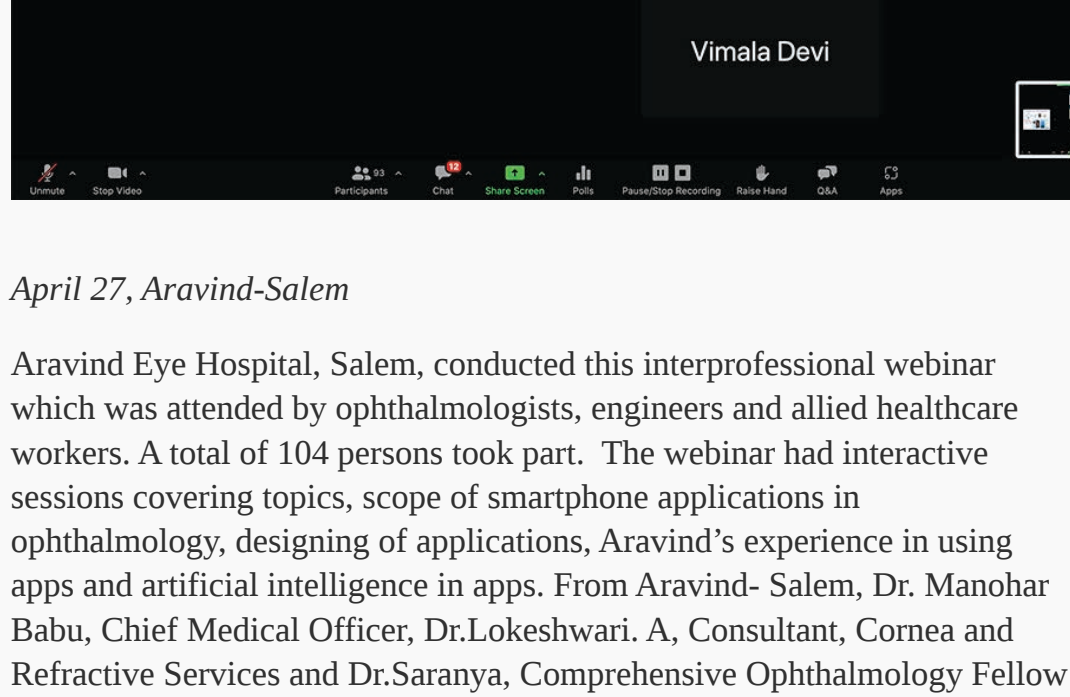 Vimala Devi
Unmute Stop Video 93 Participants 12 Chat Share Screen Polls Pause/Stop Recording Raise Hand Q&A Apps
April 27, Aravind-Salem
Aravind Eye Hospital, Salem, conducted this interprofessional webinar
which was attended by ophthalmologists, engineers and allied healthcare
workers. A total of 104 persons took part.  The webinar had interactive
sessions covering topics, scope of smartphone applications in
ophthalmology, designing of applications, Aravind’s experience in using
apps and artificial intelligence in apps. From Aravind- Salem, Dr. Manohar
Babu, Chief Medical Officer, Dr.Lokeshwari. A, Consultant, Cornea and
Refractive Services and Dr.Saranya, Comprehensive Ophthalmology Fellow